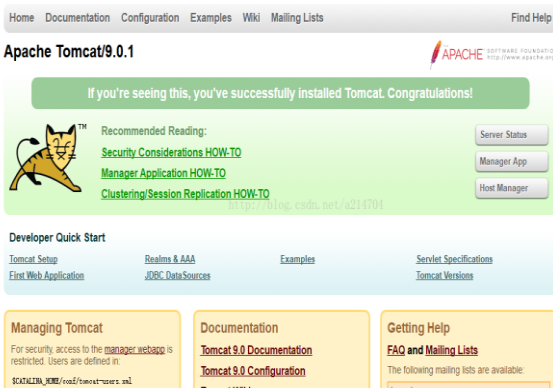 Home Documentation Configuration Examples Wiki Mailing Lists Find Help
Apache Tomcat/9.0.1
APACHE SOFTWARE FOUNDATION
http://www.apache.org
If you're seeing this, you've successfully installed Tomcat. Congratulations!
TM
Recommended Reading:
Security Considerations HOW-TO
Manager Application HOW-TO
Clustering/Session Replication HOW-TO
Server Status
Manager App
Host Manager
http://blog.csdn.net/a214704
Developer Quick Start
Tomcat Setup Realms & AAA Examples Servlet Specifications
First Web Application JDBC DataSources Tomcat Versions
Managing Tomcat
For security, access to the manager webapp is
restricted. Users are defined in:
$CATALINA_HOME/conf/tomcat-users.xml
Documentation
Tomcat 9.0 Documentation
Tomcat 9.0 Configuration
Getting Help
FAQ and Mailing Lists
The following mailing lists are available: